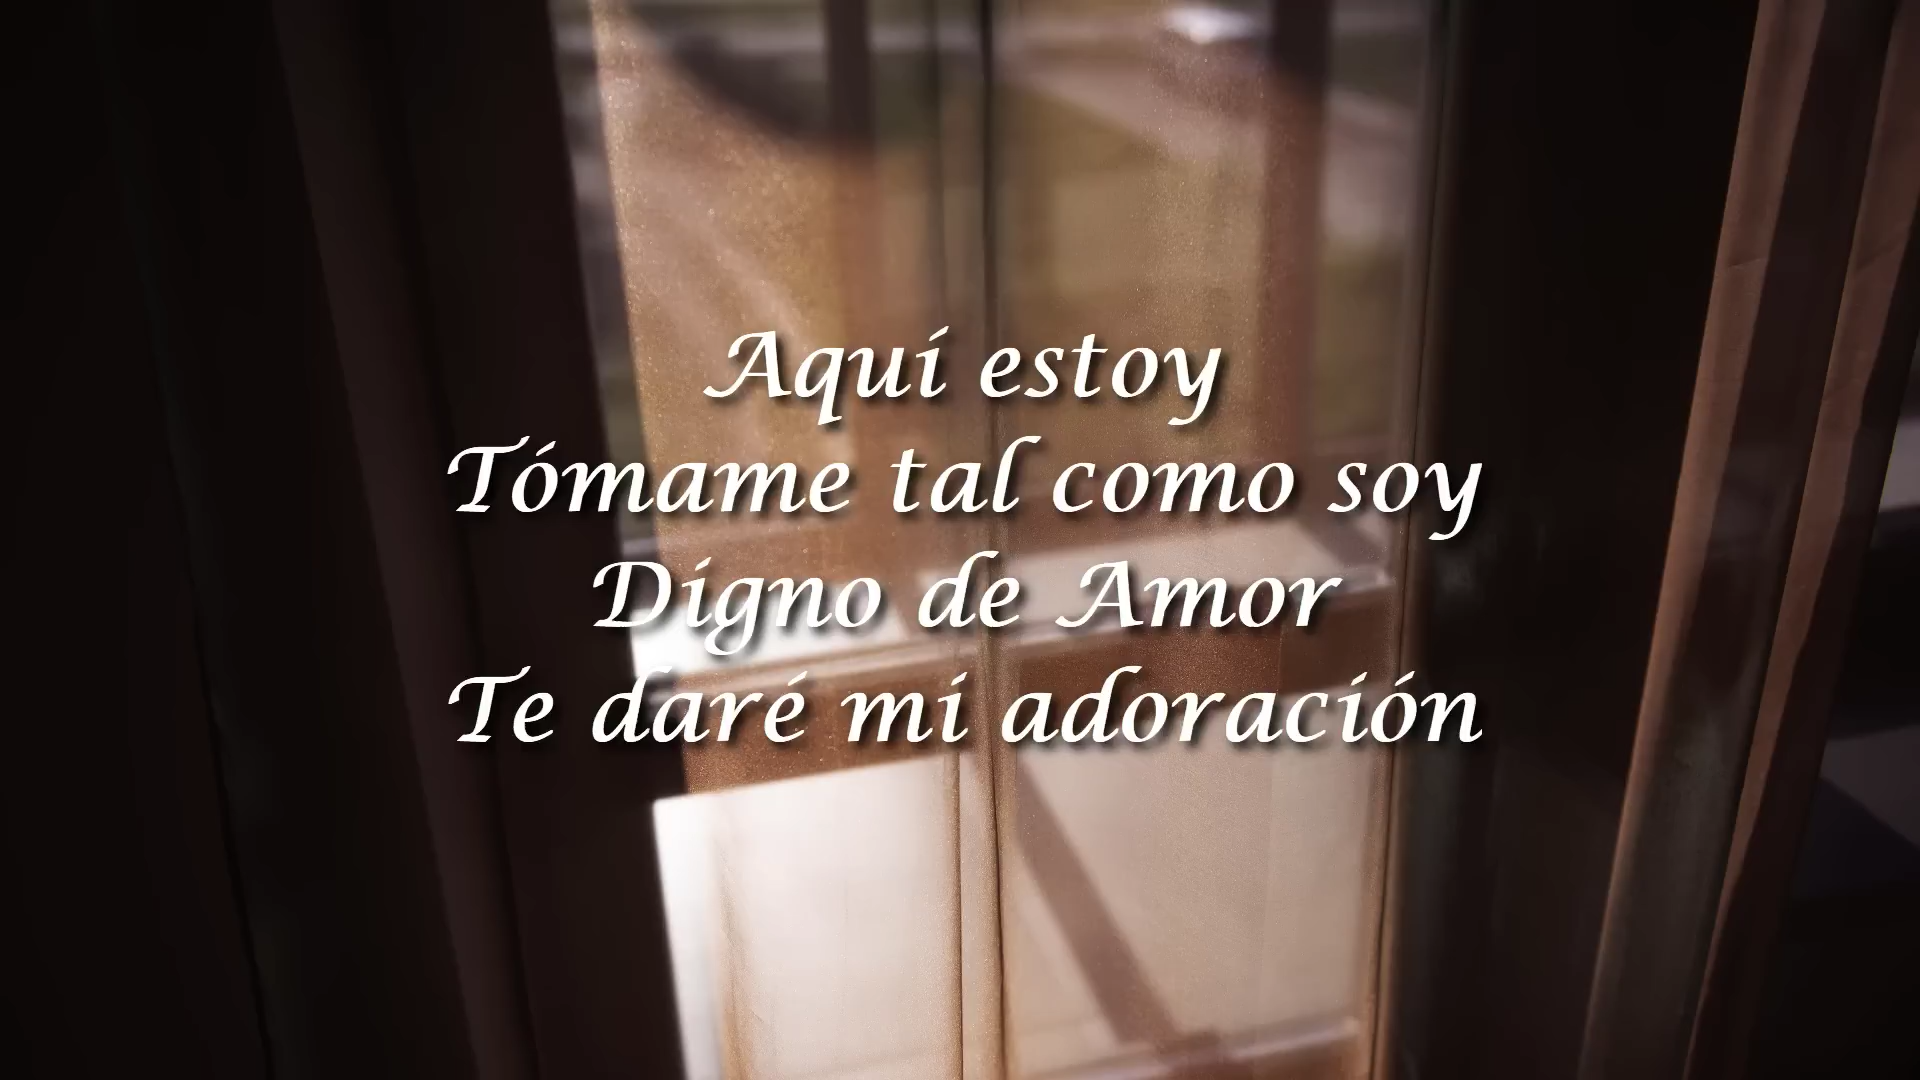 Aquí estoy
Tómame tal como soy
Digno de Amor
Te daré mi adoración